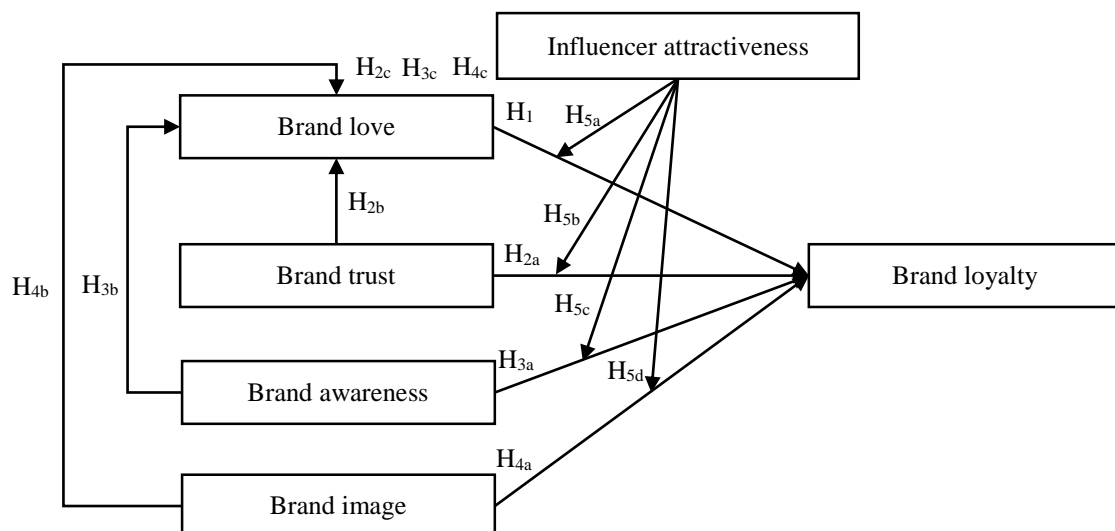 Influencer attractiveness
H2c H3c H4c
Brand love
H1
H5a
H2b
H5b
Brand trust
H2a
Brand loyalty
H4b
H3b
H5c
Brand awareness
H3a
H5d
H4a
Brand image